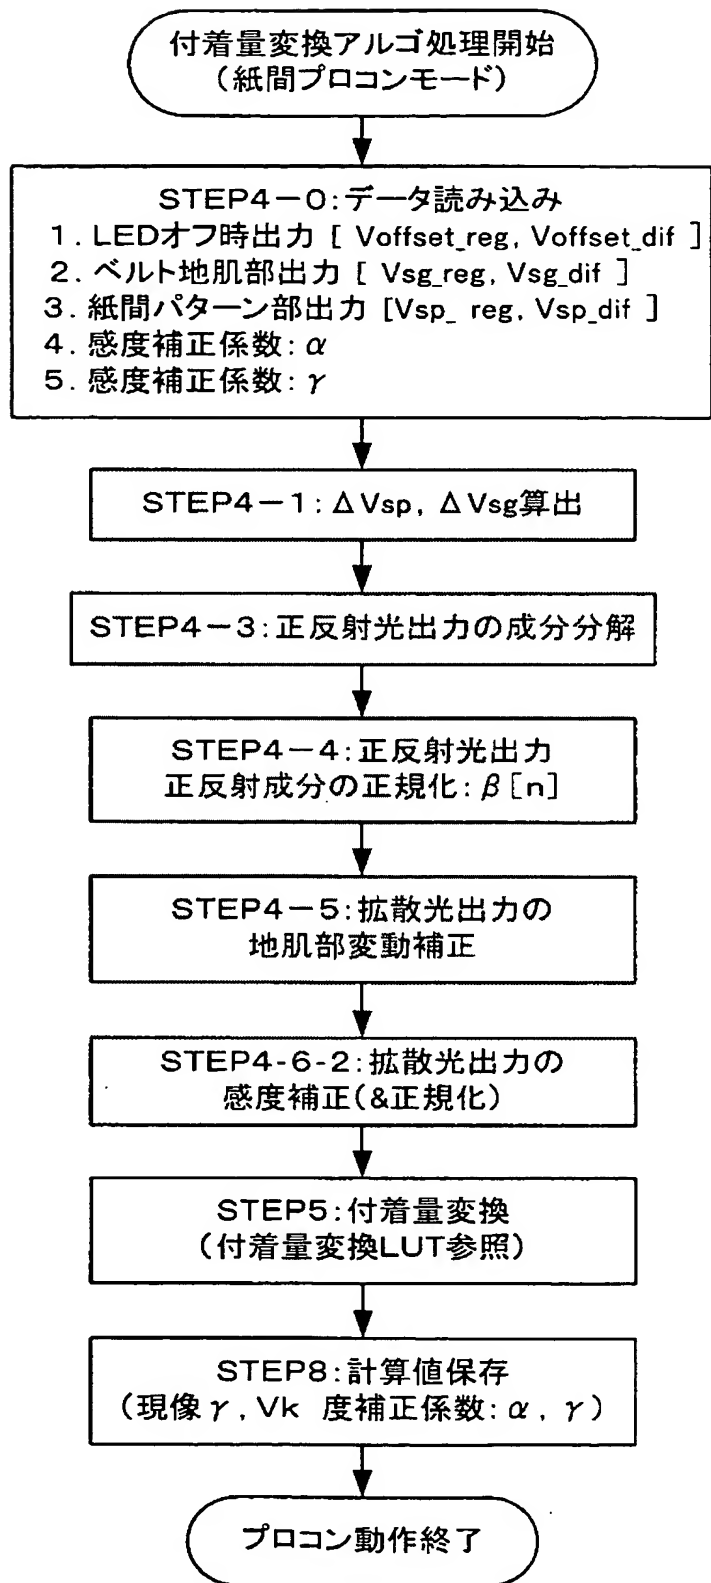 付着量変換アルゴ処理開始
（紙間プロコンモード）
STEP4－0：データ読み込み
1. LEDオフ時出力 [ Voffset_reg, Voffset_dif ]
2. ベルト地肌部出力 [ Vsg_reg, Vsg_dif ]
3. 紙間パターン部出力 [Vsp_ reg, Vsp_dif ]
4. 感度補正係数：α
5. 感度補正係数：γ
STEP4－1：ΔVsp, ΔVsg算出
STEP4－3：正反射光出力の成分分解
STEP4－4：正反射光出力
正反射成分の正規化：β[n]
STEP4－5：拡散光出力の
地肌部変動補正
STEP4-6-2：拡散光出力の
感度補正（&正規化）
STEP5：付着量変換
（付着量変換LUT参照）
STEP8：計算値保存
（現像γ, Vk 度補正係数：α, γ）
プロコン動作終了